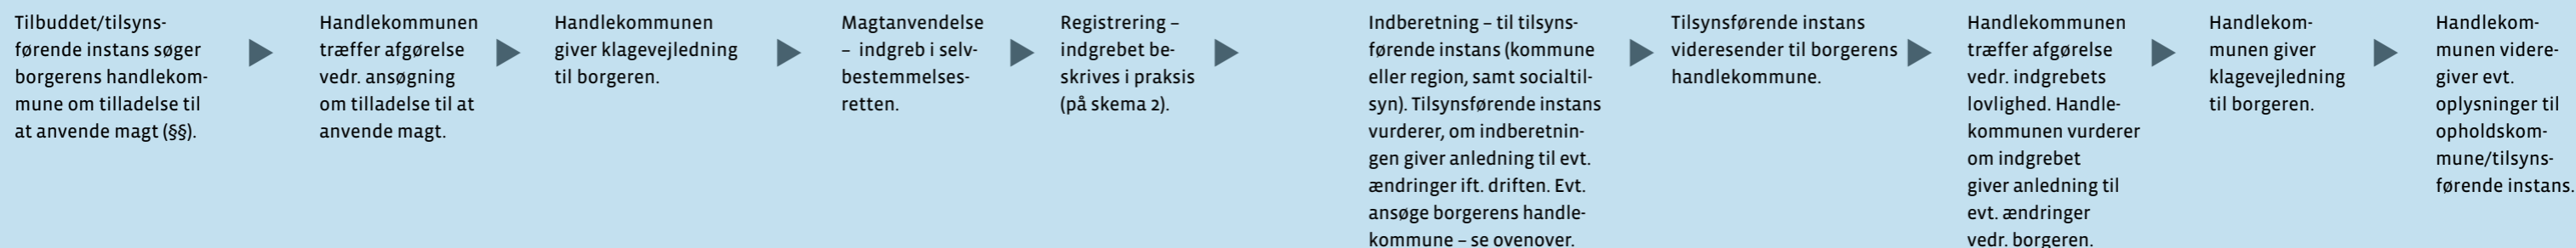 Tilbuddet/tilsyns-
førende instans søger
borgerens handlekom-
mune om tilladelse til
at anvende magt (§§).
Handlekommunen
træffer afgørelse
vedr. ansøgning
om tilladelse til at
anvende magt.
Handlekommunen
giver klagevejledning
til borgeren.
Magtanvendelse
– indgreb i selv-
bestemmelses-
retten.
Registrering –
indgrebet be-
skrives i praksis
(på skema 2).
Indberetning – til tilsyns-
førende instans (kommune
eller region, samt socialtil-
syn). Tilsynsførende instans
vurderer, om indberetnin-
gen giver anledning til evt.
ændringer ift. driften. Evt.
ansøge borgerens handle-
kommune – se ovenover.
Tilsynsførende instans
videresender til borgerens
handlekommune.
Handlekommunen
træffer afgørelse
vedr. indgrebets
lovlighed. Handle-
kommunen vurderer
om indgrebet
giver anledning til
evt. ændringer
vedr. borgeren.
Handlekom-
munen giver
klagevejledning
til borgeren.
Handlekom-
munen videre-
giver evt.
oplysninger til
opholdskom-
mune/tilsyns-
førende instans.